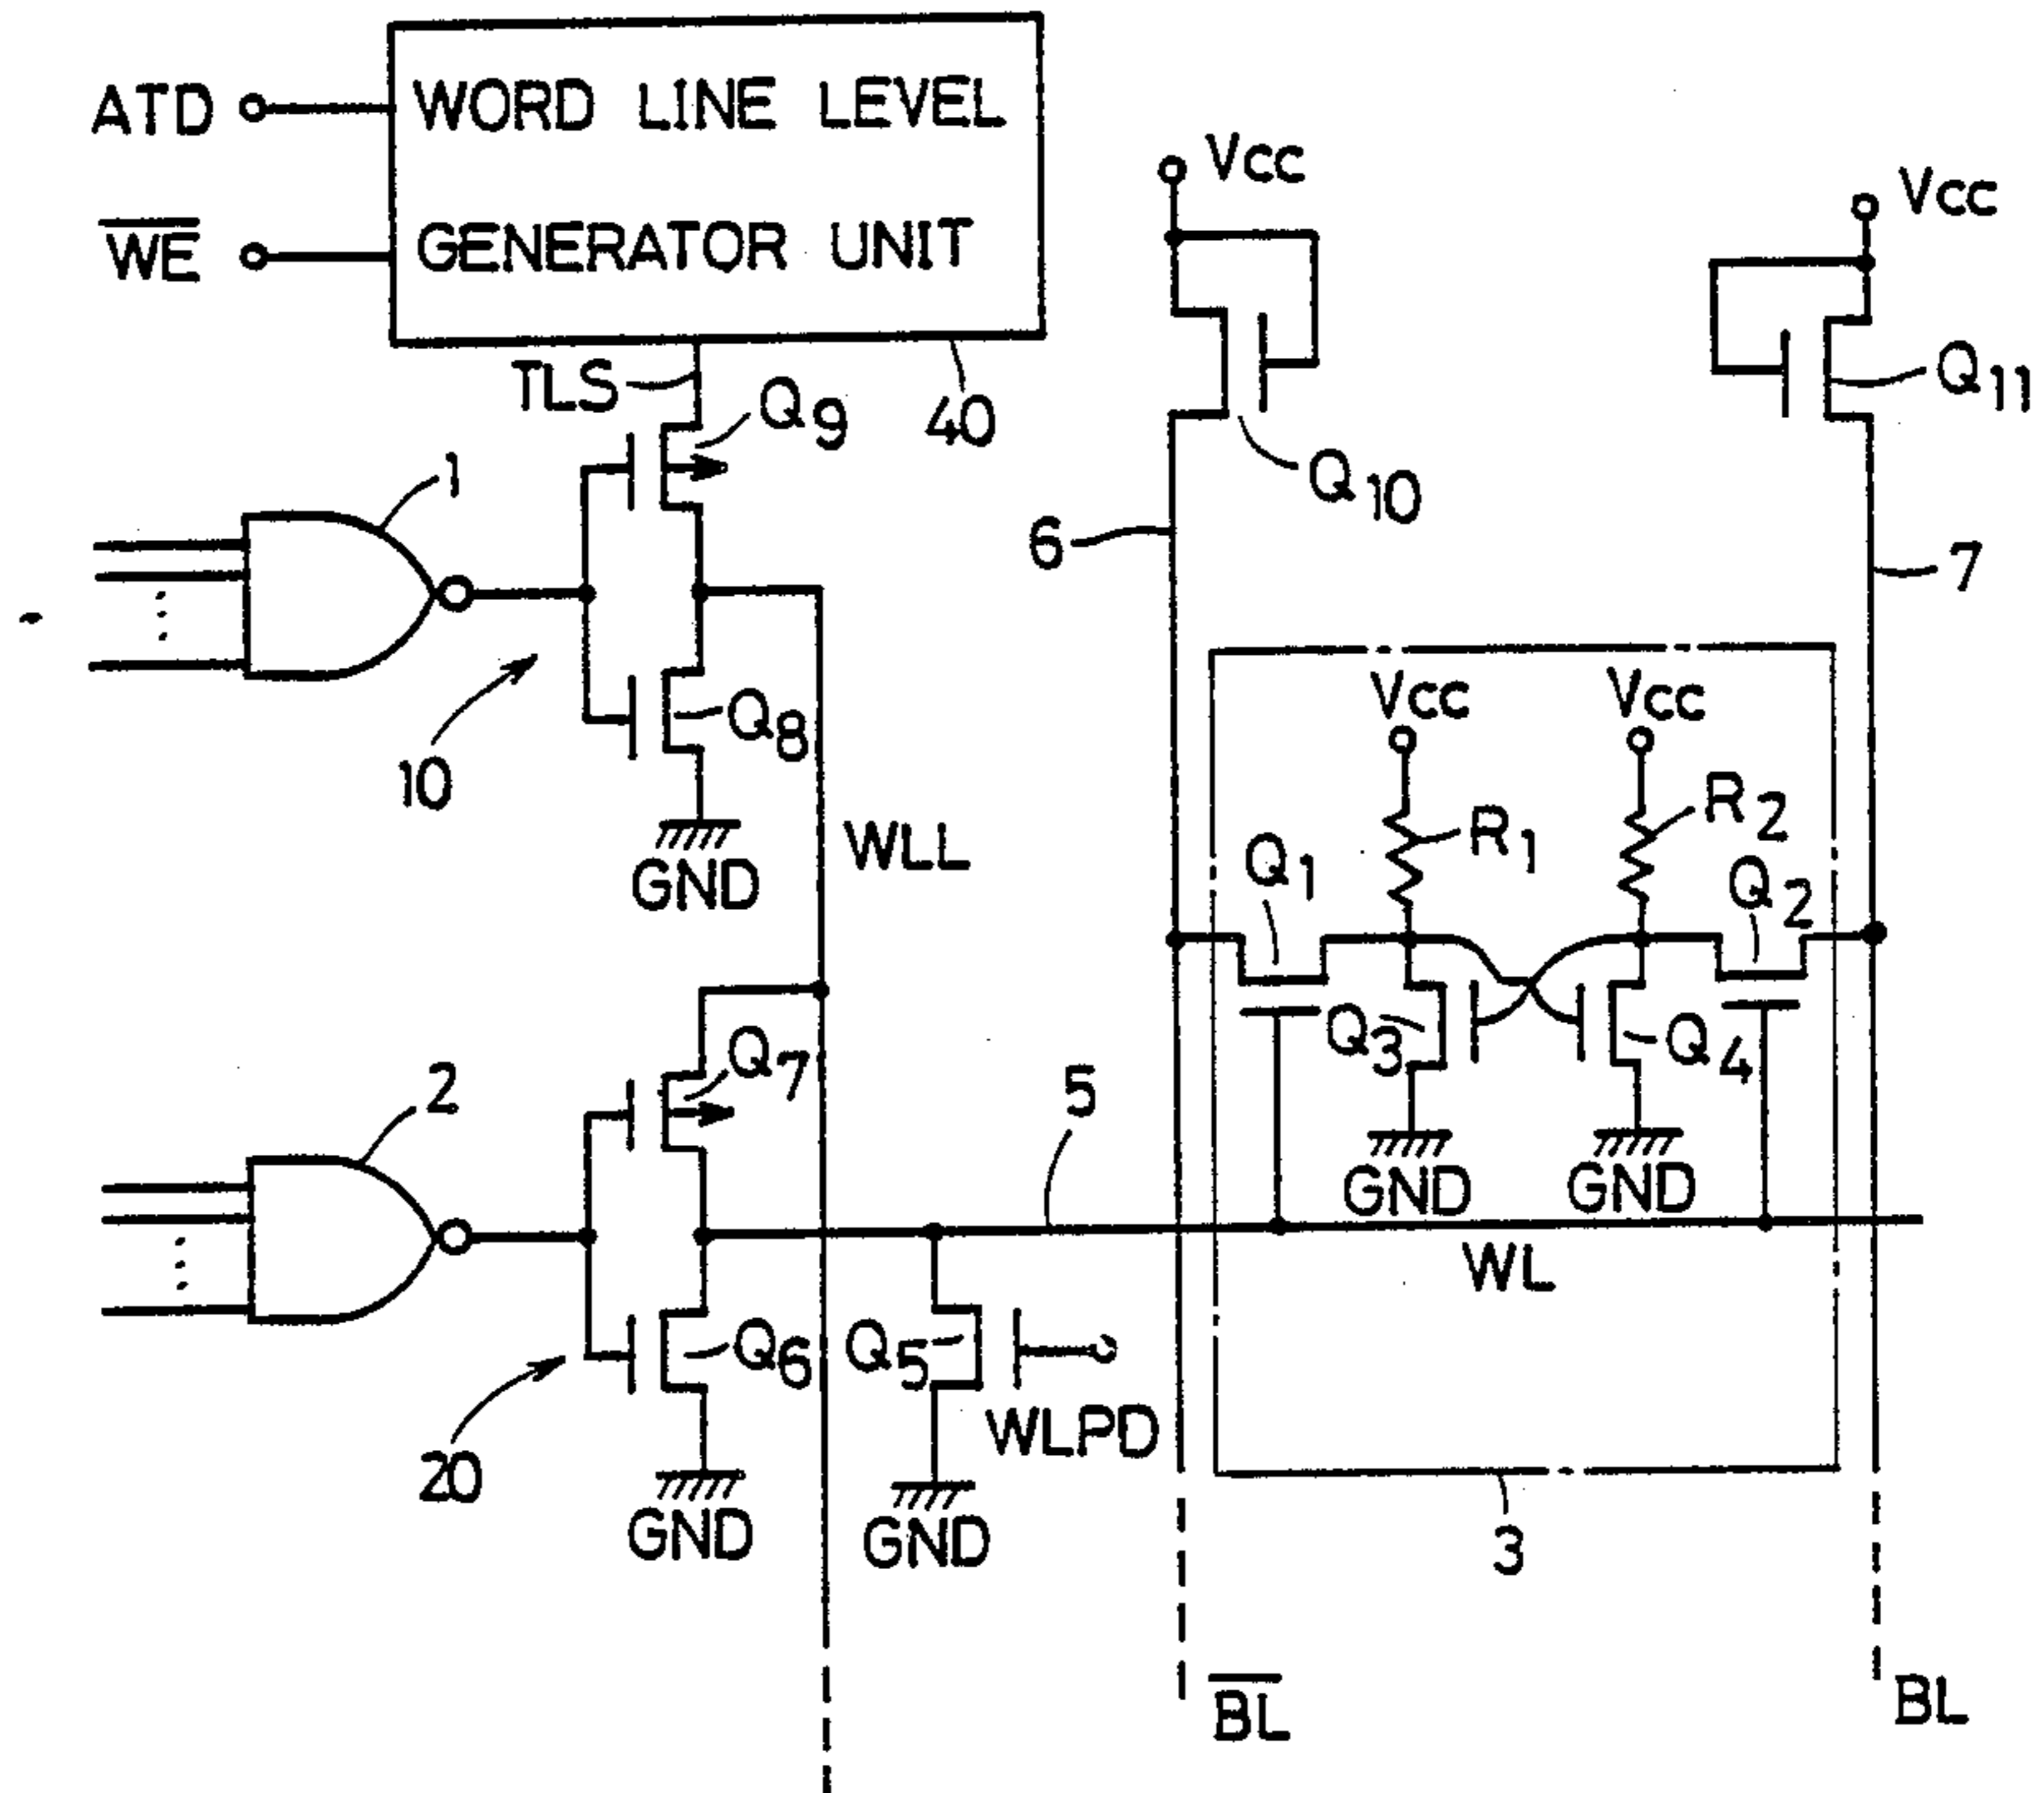 ATD
WORD LINE LEVEL
W̅E̅
GENERATOR UNIT
Vcc
Vcc
TLS
Q9
40
Q10
Q11
1
6
7
10
Q8
GND
WLL
Vcc
Vcc
R1
R2
Q1
Q2
Q3
Q4
GND
GND
2
Q7
5
WL
20
Q6
Q5
WLPD
GND
GND
3
B̅L̅
BL